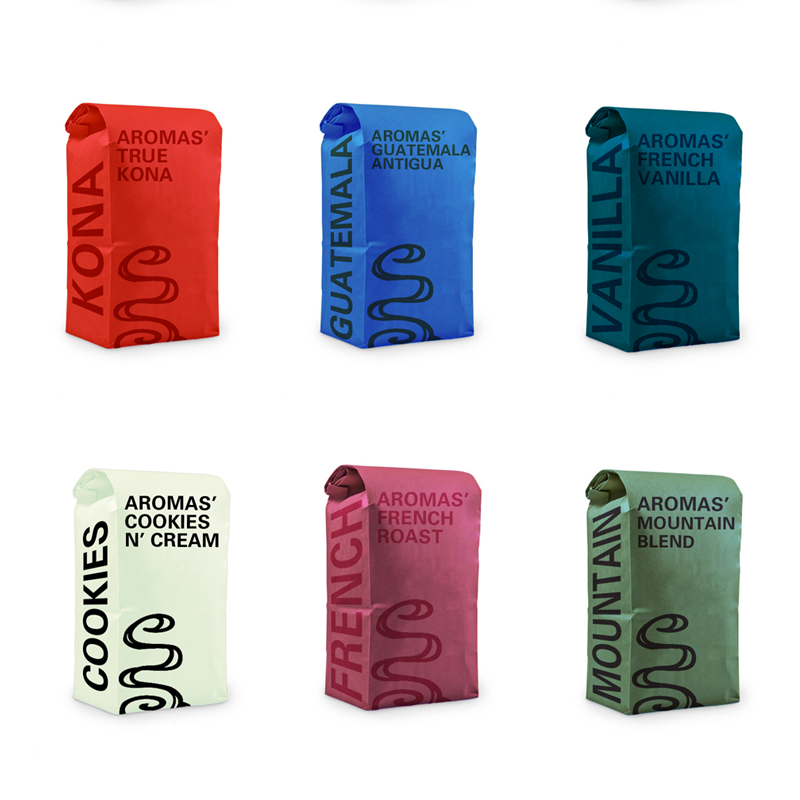 KONA
AROMAS’
TRUE
KONA
GUATEMALA
AROMAS’
GUATEMALA
ANTIGUA
VANILLA
AROMAS’
FRENCH
VANILLA
COOKIES
AROMAS’
COOKIES
N’ CREAM
FRENCH
AROMAS’
FRENCH
ROAST
MOUNTAIN
AROMAS’
MOUNTAIN
BLEND